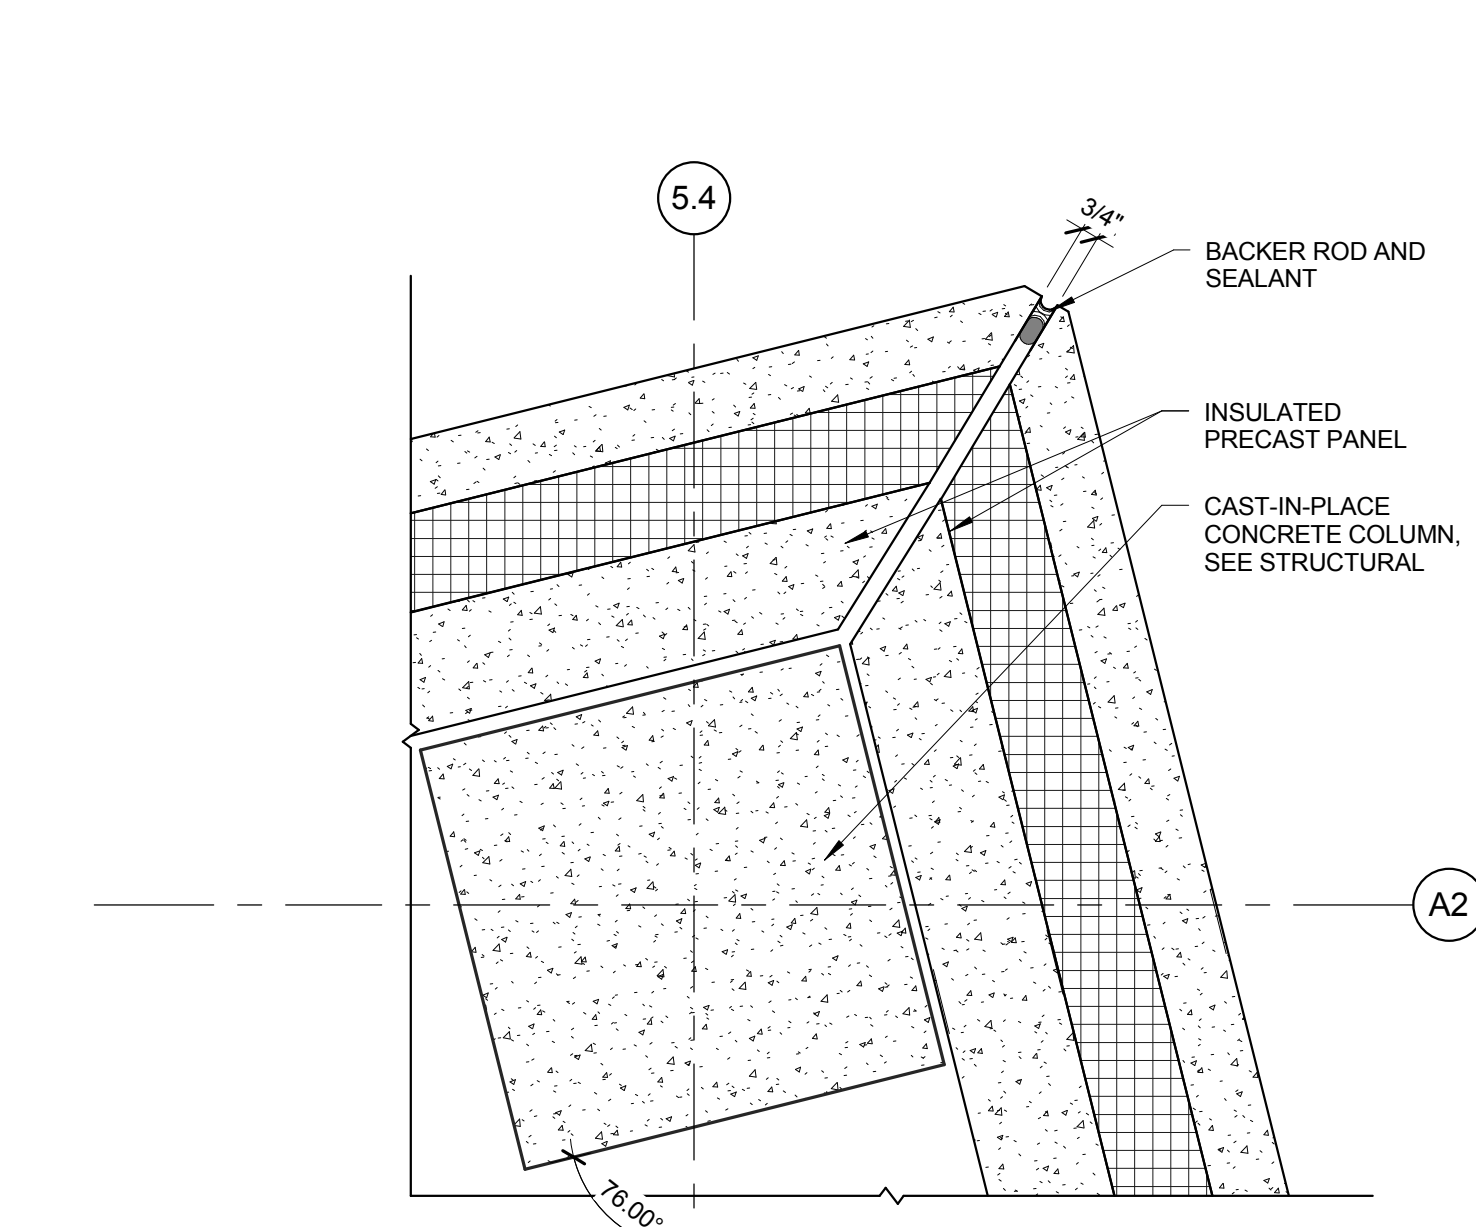 5.4
3/4"
BACKER ROD AND
SEALANT
INSULATED
PRECAST PANEL
CAST-IN-PLACE
CONCRETE COLUMN,
SEE STRUCTURAL
A2
76.00°